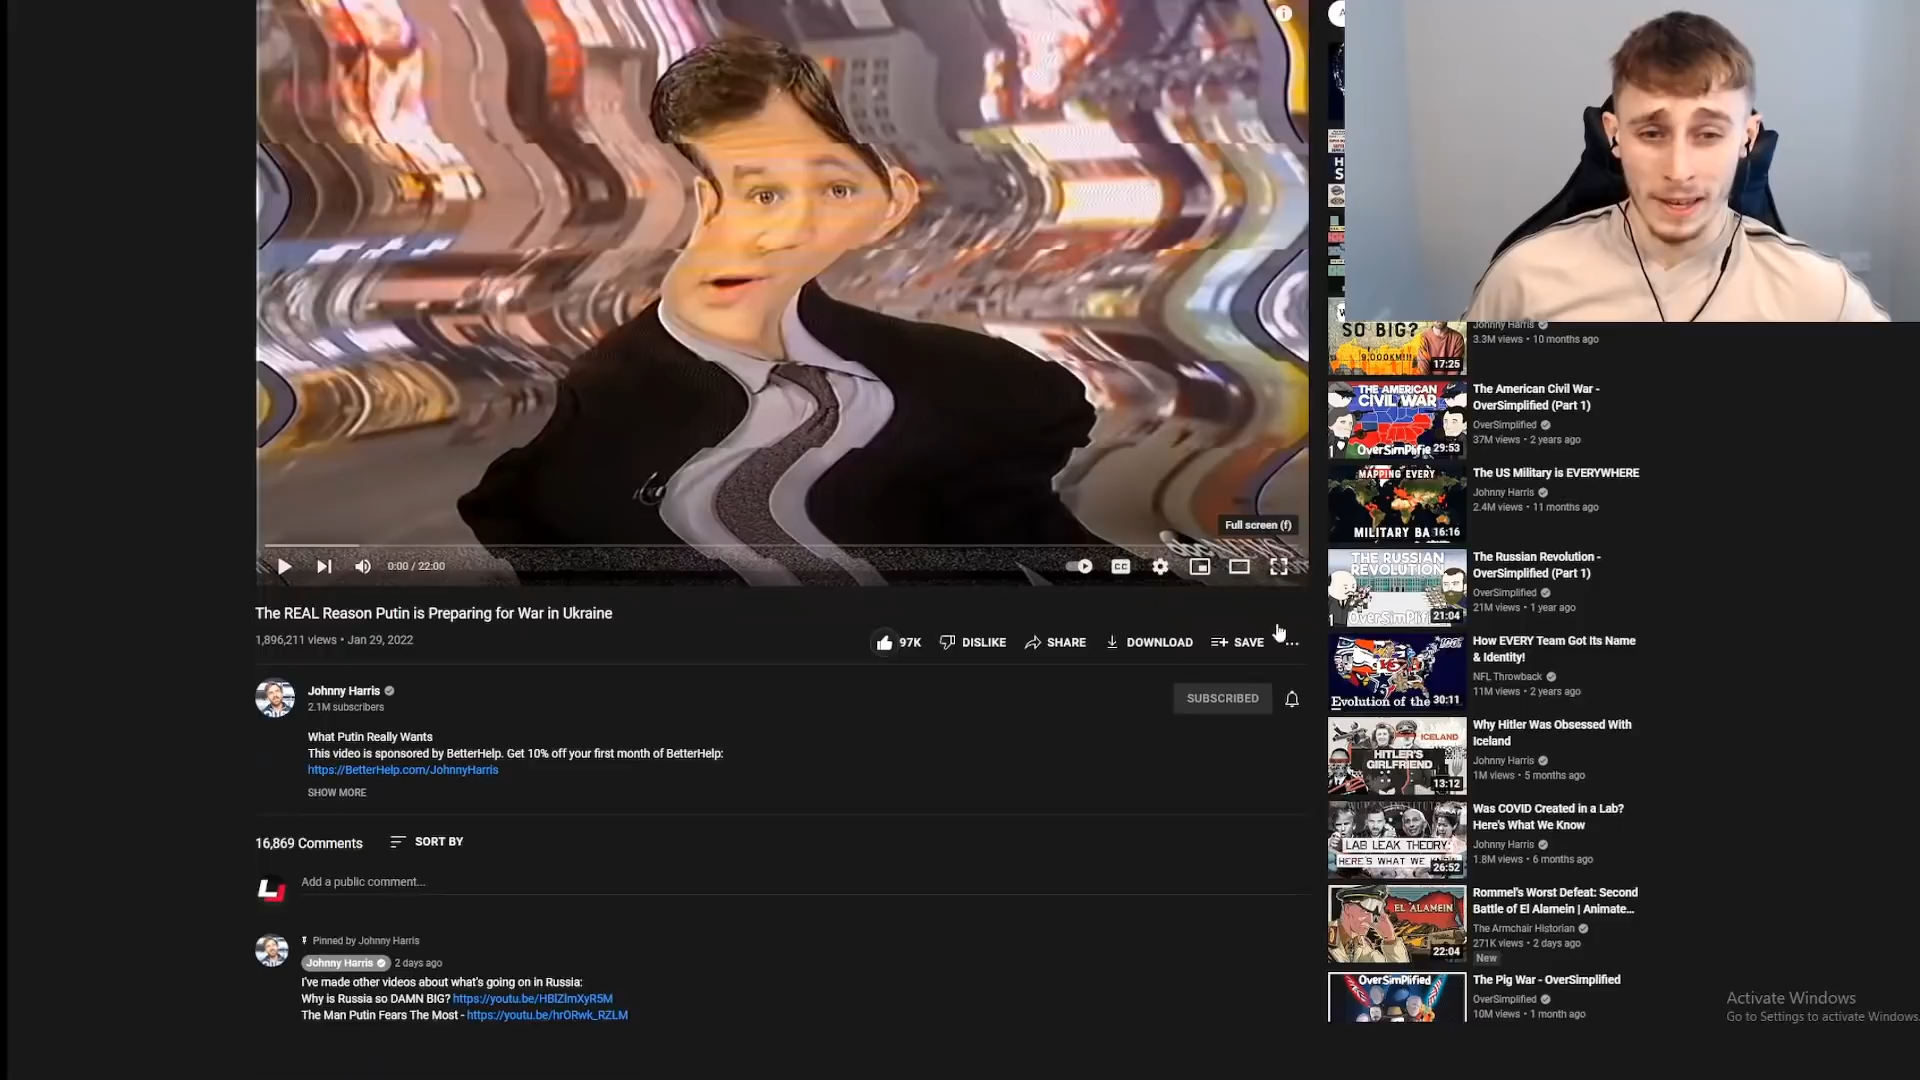 Full screen (f)
0:00 / 22:00
CC
The REAL Reason Putin is Preparing for War in Ukraine
1,896,211 views • Jan 29, 2022
97K
DISLIKE
SHARE
DOWNLOAD
SAVE
Johnny Harris
2.1M subscribers
SUBSCRIBED
What Putin Really Wants
This video is sponsored by BetterHelp. Get 10% off your first month of BetterHelp:
https://BetterHelp.com/JohnnyHarris
SHOW MORE
16,869 Comments
SORT BY
Add a public comment...
Pinned by Johnny Harris
Johnny Harris
2 days ago
I've made other videos about what's going on in Russia:
Why is Russia so DAMN BIG? https://youtu.be/HBlZlmXyR5M
The Man Putin Fears The Most - https://youtu.be/hrORwk_RZLM
SO BIG?
9,000KM!!!
17:25
Johnny Harris
3.3M views • 10 months ago
THE AMERICAN
CIVIL WAR
29:53
The American Civil War -
OverSimplified (Part 1)
OverSimplified
37M views • 2 years ago
MAPPING EVERY
MILITARY BA
16:16
The US Military is EVERYWHERE
Johnny Harris
2.4M views • 11 months ago
THE RUSSIAN
REVOLUTION
21:04
The Russian Revolution -
OverSimplified (Part 1)
OverSimplified
21M views • 1 year ago
Evolution of the
30:11
How EVERY Team Got Its Name
& Identity!
NFL Throwback
11M views • 2 years ago
ICELAND
HITLER'S
GIRLFRIEND
13:12
Why Hitler Was Obsessed With
Iceland
Johnny Harris
1M views • 5 months ago
LAB LEAK THEORY
HERE'S WHAT WE
26:52
Was COVID Created in a Lab?
Here's What We Know
Johnny Harris
1.8M views • 6 months ago
EL ALAMEIN
22:04
Rommel's Worst Defeat: Second
Battle of El Alamein | Animate...
The Armchair Historian
271K views • 2 days ago
New
OverSimplified
The Pig War - OverSimplified
OverSimplified
10M views • 1 month ago
Activate Windows
Go to Settings to activate Windows.